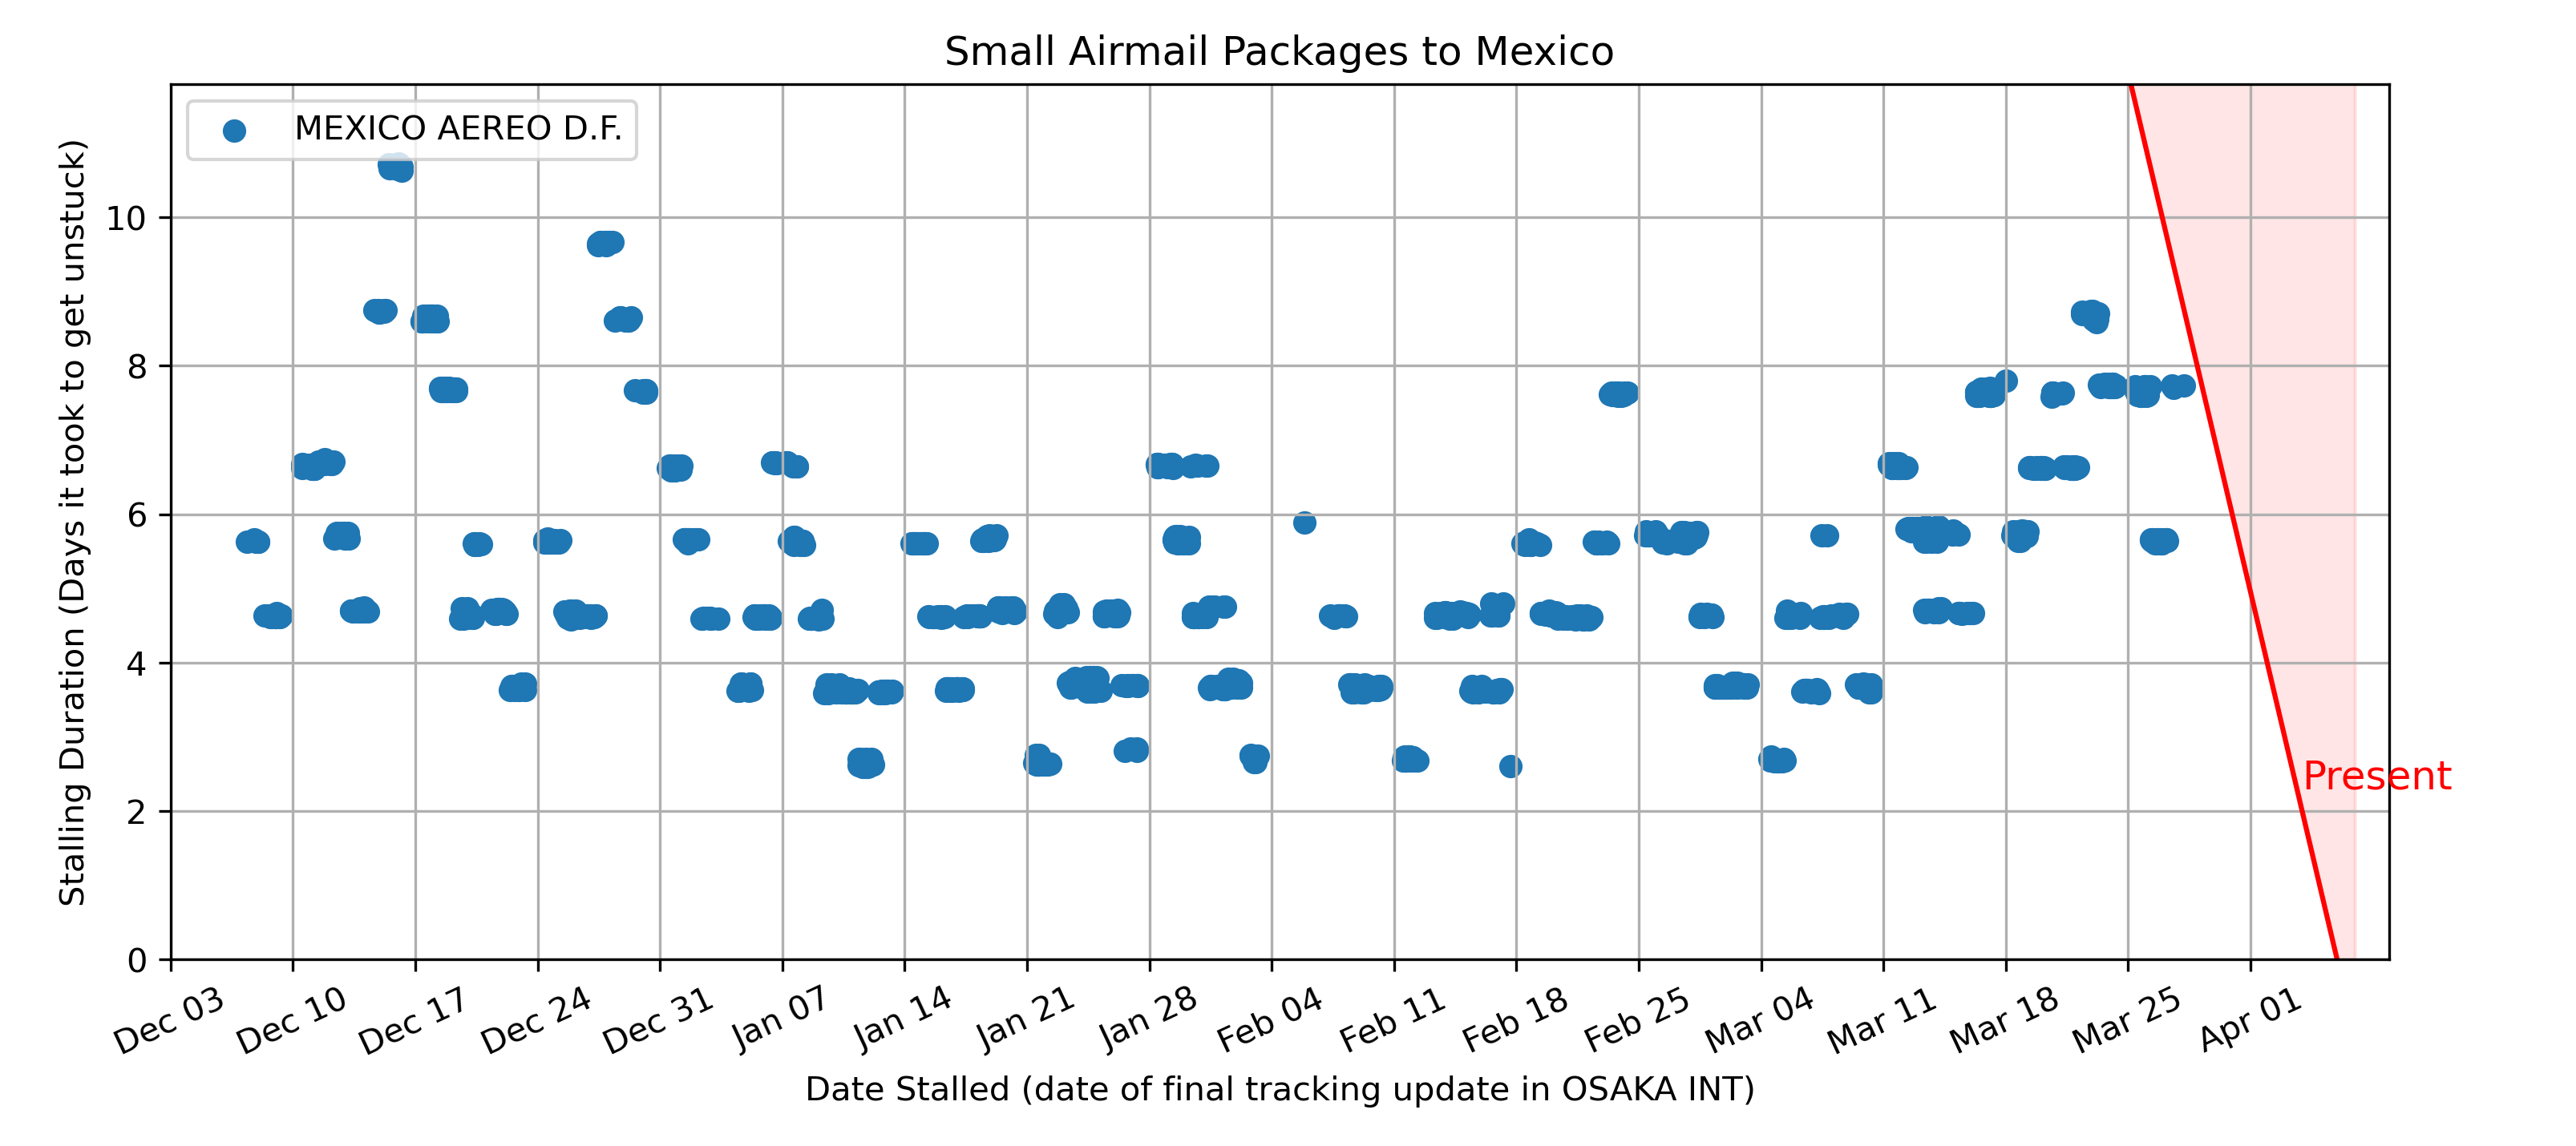 Small Airmail Packages to Mexico
MEXICO AEREO D.F.
Stalling Duration (Days it took to get unstuck)
10
8
6
4
2
0
Present
Dec 03
Dec 10
Dec 17
Dec 24
Dec 31
Jan 07
Jan 14
Jan 21
Jan 28
Feb 04
Feb 11
Feb 18
Feb 25
Mar 04
Mar 11
Mar 18
Mar 25
Apr 01
Date Stalled (date of final tracking update in OSAKA INT)